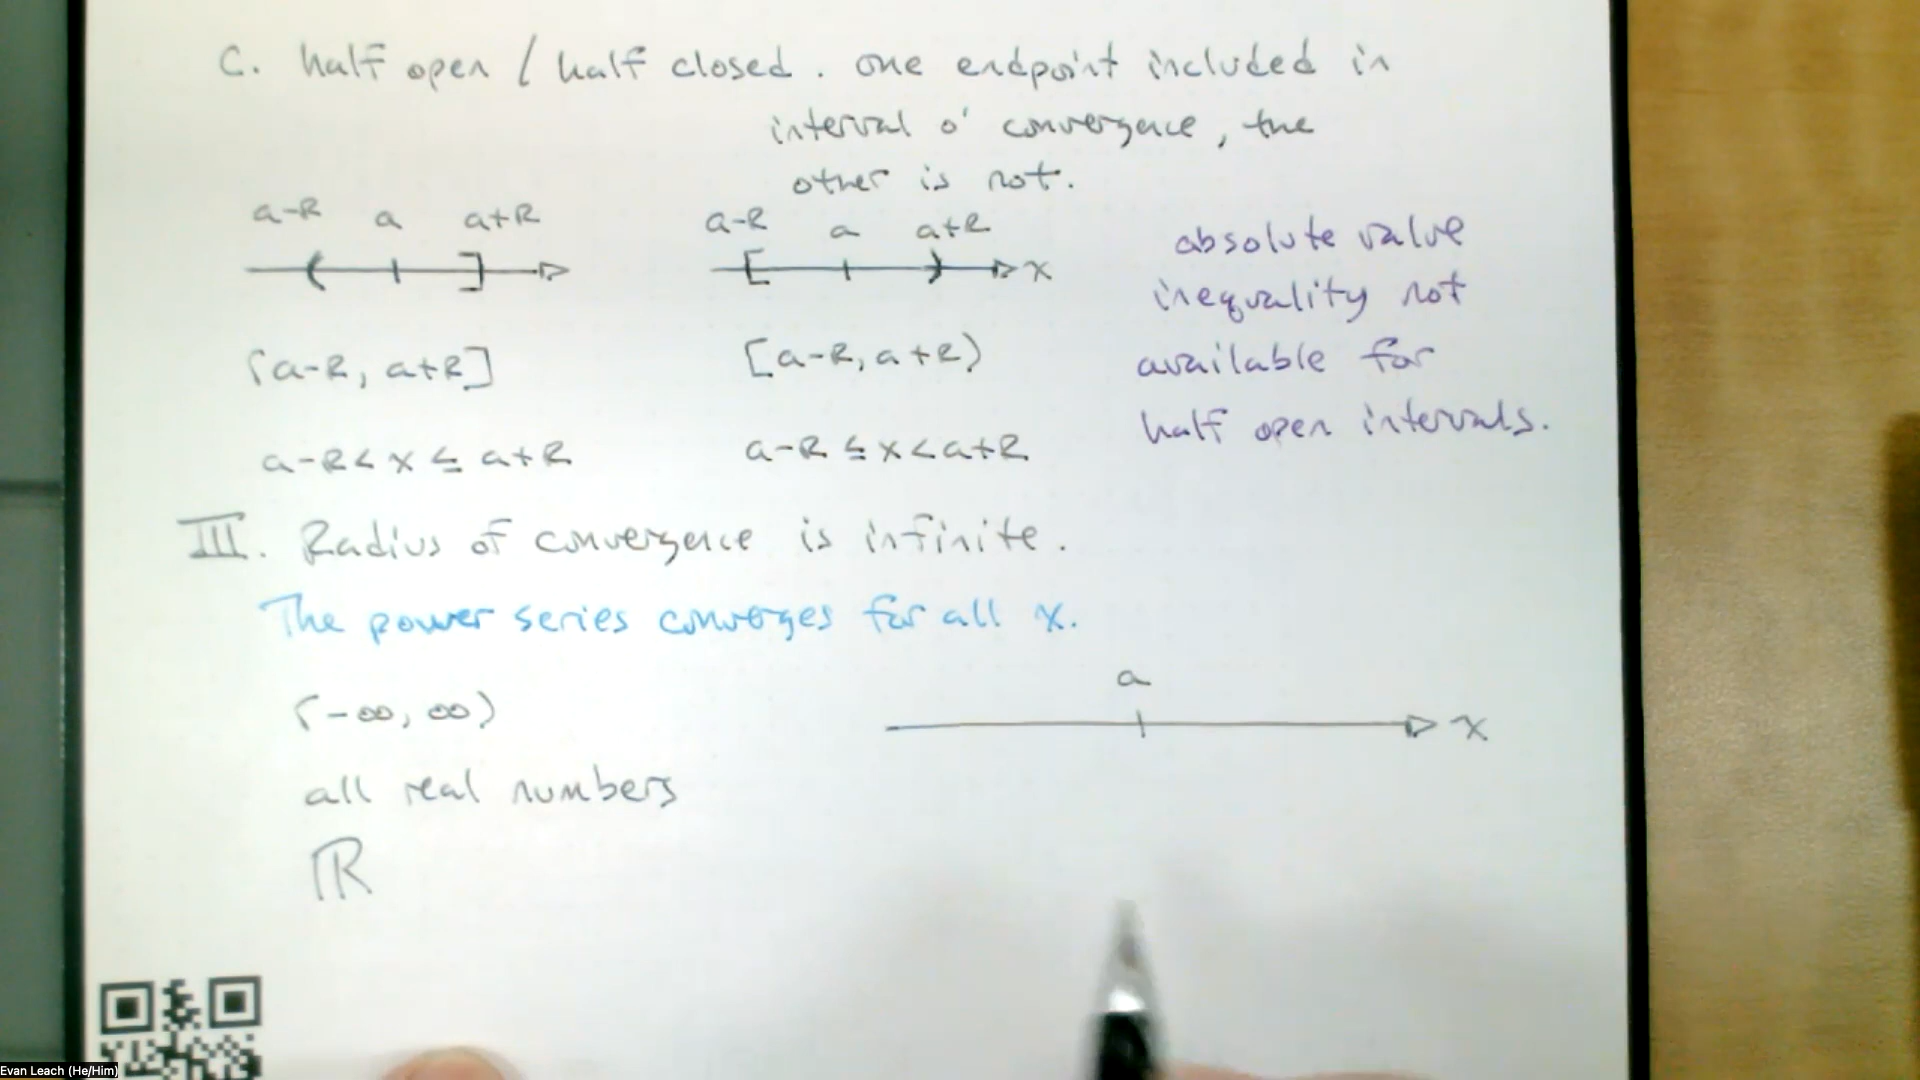 C. half open / half closed. one endpoint included in
interval o' convergence, the
other is not.
a-R a a+R
a-R a a+R
x
(a-R, a+R]
[a-R, a+R)
a-R < x ≤ a+R
a-R ≤ x < a+R
absolute value
inequality not
available for
half open intervals.
III. Radius of convergence is infinite.
The power series converges for all x.
(-∞, ∞)
a
x
all real numbers
ℝ
Evan Leach (He/Him)